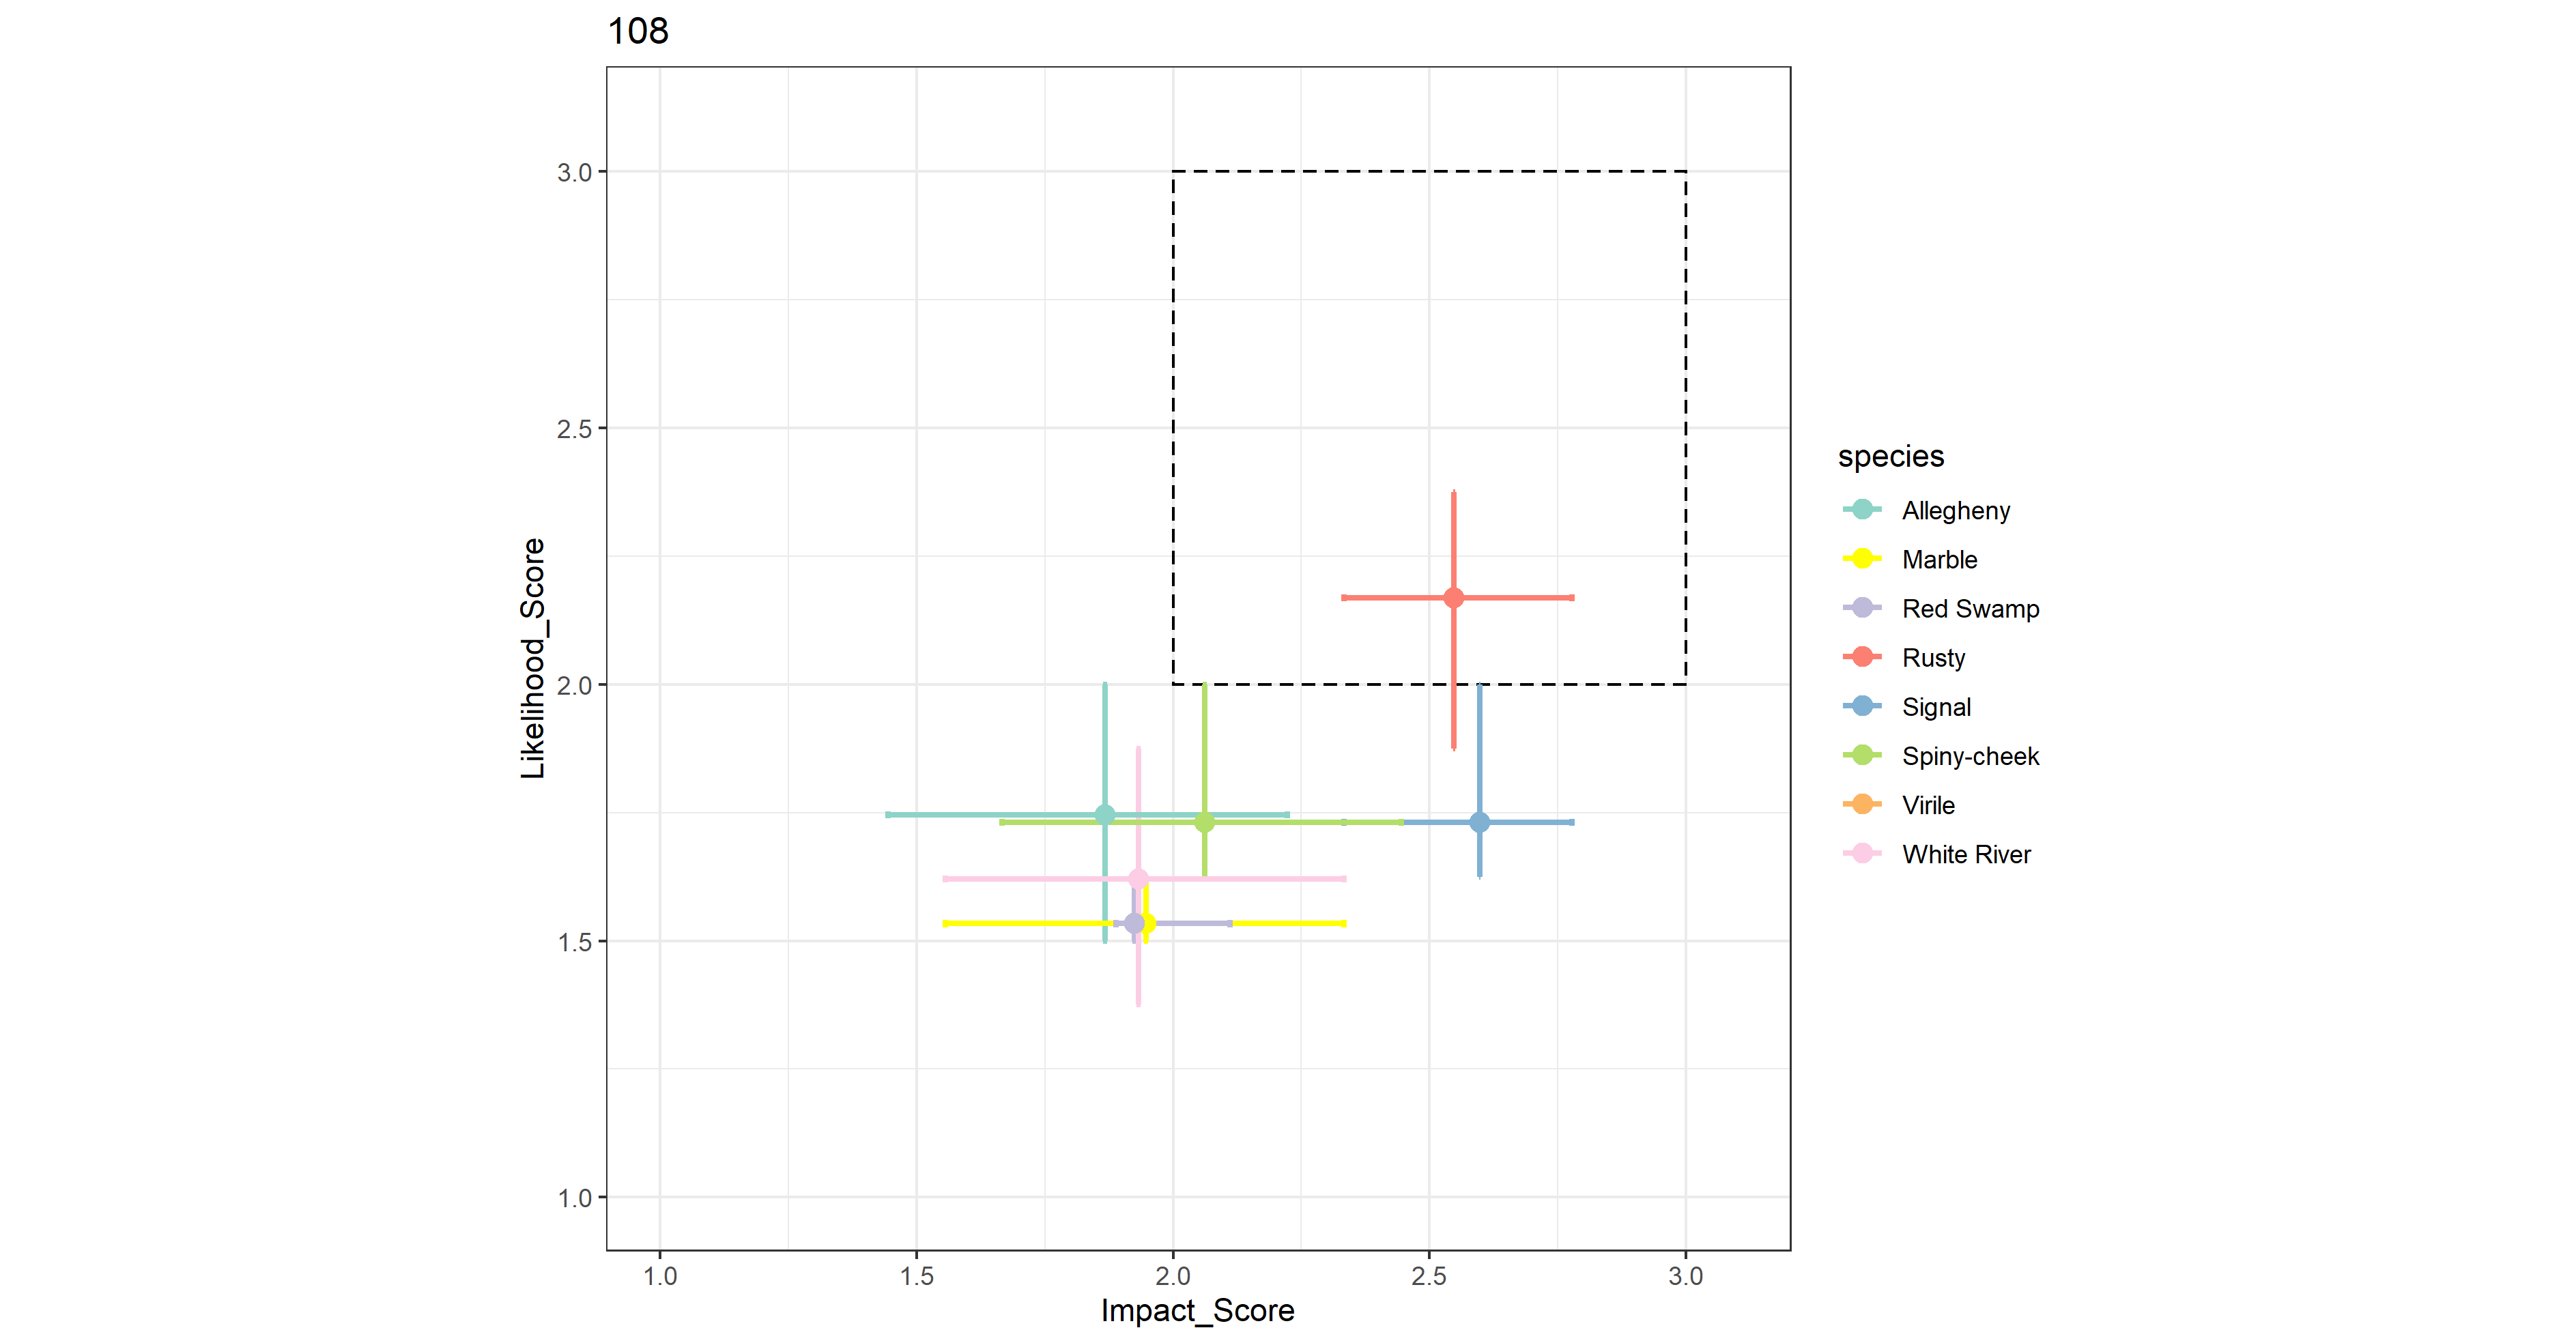 108
3.0
2.5
2.0
1.5
1.0
Likelihood_Score
1.0 1.5 2.0 2.5 3.0
Impact_Score
species
Allegheny
Marble
Red Swamp
Rusty
Signal
Spiny-cheek
Virile
White River